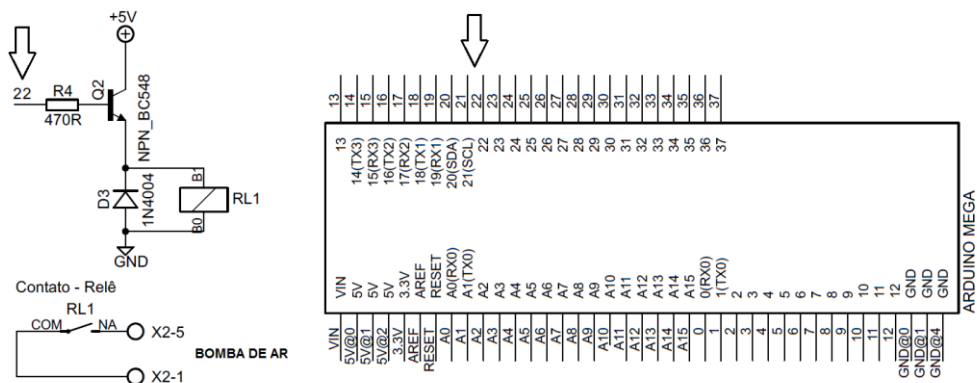 +5V
22
R4
470R
Q2
NPN_BC548
D3
1N4004
B1
B0
RL1
GND
Contato - Relê
RL1
COM
NA
X2-5
BOMBA DE AR
X2-1
13 14 15 16 17 18 19 20 21 22 23 24 25 26 27 28 29 30 31 32 33 34 35 36 37
13 14(TX3) 15(RX3) 16(TX2) 17(RX2) 18(TX1) 19(RX1) 20(SDA) 21(SCL) 22 23 24 25 26 27 28 29 30 31 32 33 34 35 36 37
VIN 5V 5V 5V 3.3V AREF RESET A0(RX0) A1(TX0) A2 A3 A4 A5 A6 A7 A8 A9 A10 A11 A12 A13 A14 A15 0(RX0) 1(TX0) 2 3 4 5 6 7 8 9 10 11 12 GND GND GND
VIN 5V@0 5V@1 5V@2 3.3V AREF RESET A0 A1 A2 A3 A4 A5 A6 A7 A8 A9 A10 A11 A12 A13 A14 A15 0 1 2 3 4 5 6 7 8 9 10 11 12 GND@0 GND@1 GND@4
ARDUINO MEGA